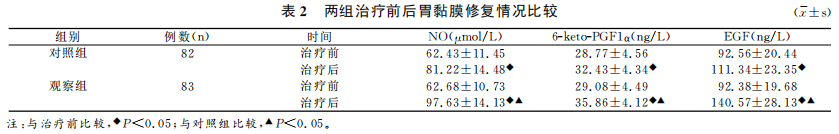 表 2 两组治疗前后胃黏膜修复情况比较 (x̄±s)
组别 例数(n) 时间 NO(μmol/L) 6-keto-PGF1α(ng/L) EGF(ng/L)
对照组 82 治疗前 62.43±11.45 28.77±4.56 92.56±20.44
治疗后 81.22±14.48◆ 32.43±4.34◆ 111.34±23.35◆
观察组 83 治疗前 62.68±10.73 29.08±4.49 92.38±19.68
治疗后 97.63±14.13◆▲ 35.86±4.12◆▲ 140.57±28.13◆▲
注:与治疗前比较,◆P<0.05;与对照组比较,▲P<0.05。